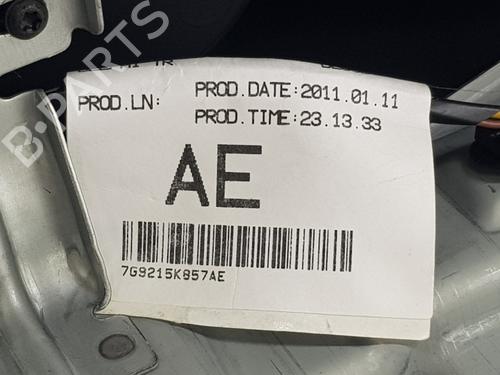 PROD.LN: PROD.DATE:2011.01.11
PROD.TIME:23.13.33
AE
7G9215K857AE
B-PARTS